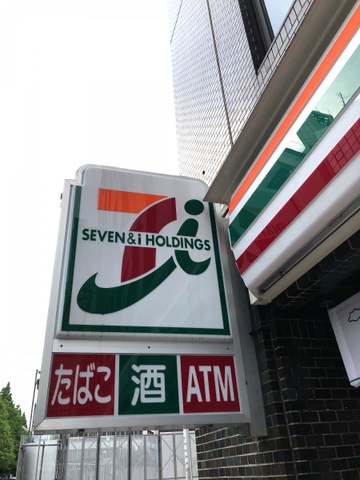 SEVEN & i HOLDINGS
たばこ 酒 ATM